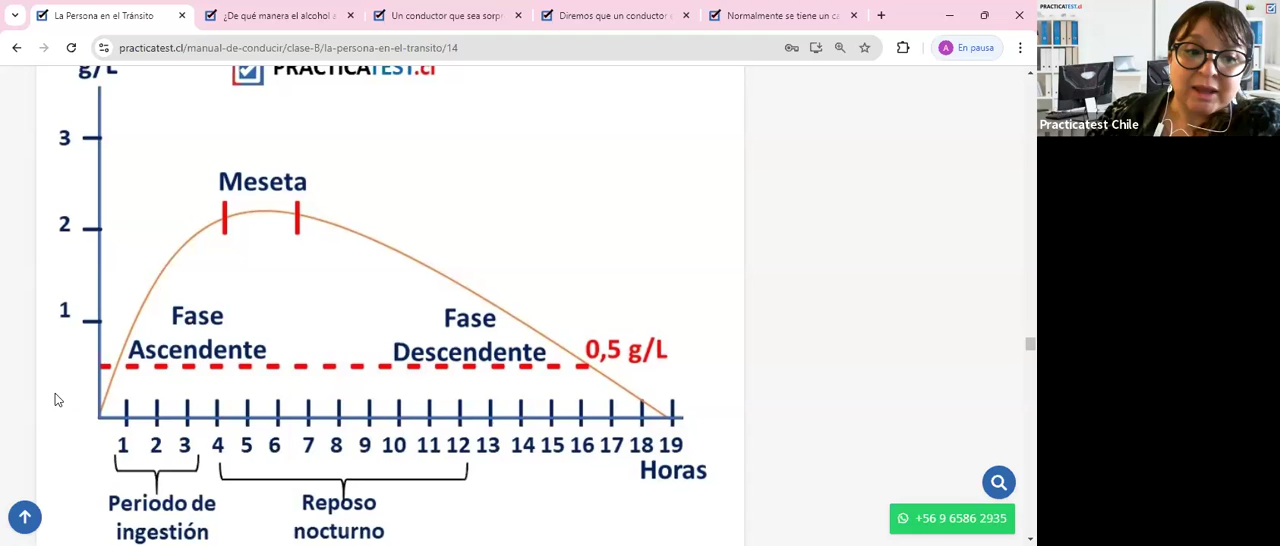 La Persona en el Tránsito
¿De qué manera el alcohol a
Un conductor que sea sorpr
Diremos que un conductor e
Normalmente se tiene un ca
practicatest.cl/manual-de-conducir/clase-B/la-persona-en-el-transito/14
A
En pausa
g/L
PRACTICATEST.cl
3
Meseta
2
1
Fase
Ascendente
Fase
Descendente
0,5 g/L
1 2 3 4 5 6 7 8 9 10 11 12 13 14 15 16 17 18 19
Horas
Periodo de
ingestión
Reposo
nocturno
+56 9 6586 2935
PRACTICATEST.cl
Practicatest Chile